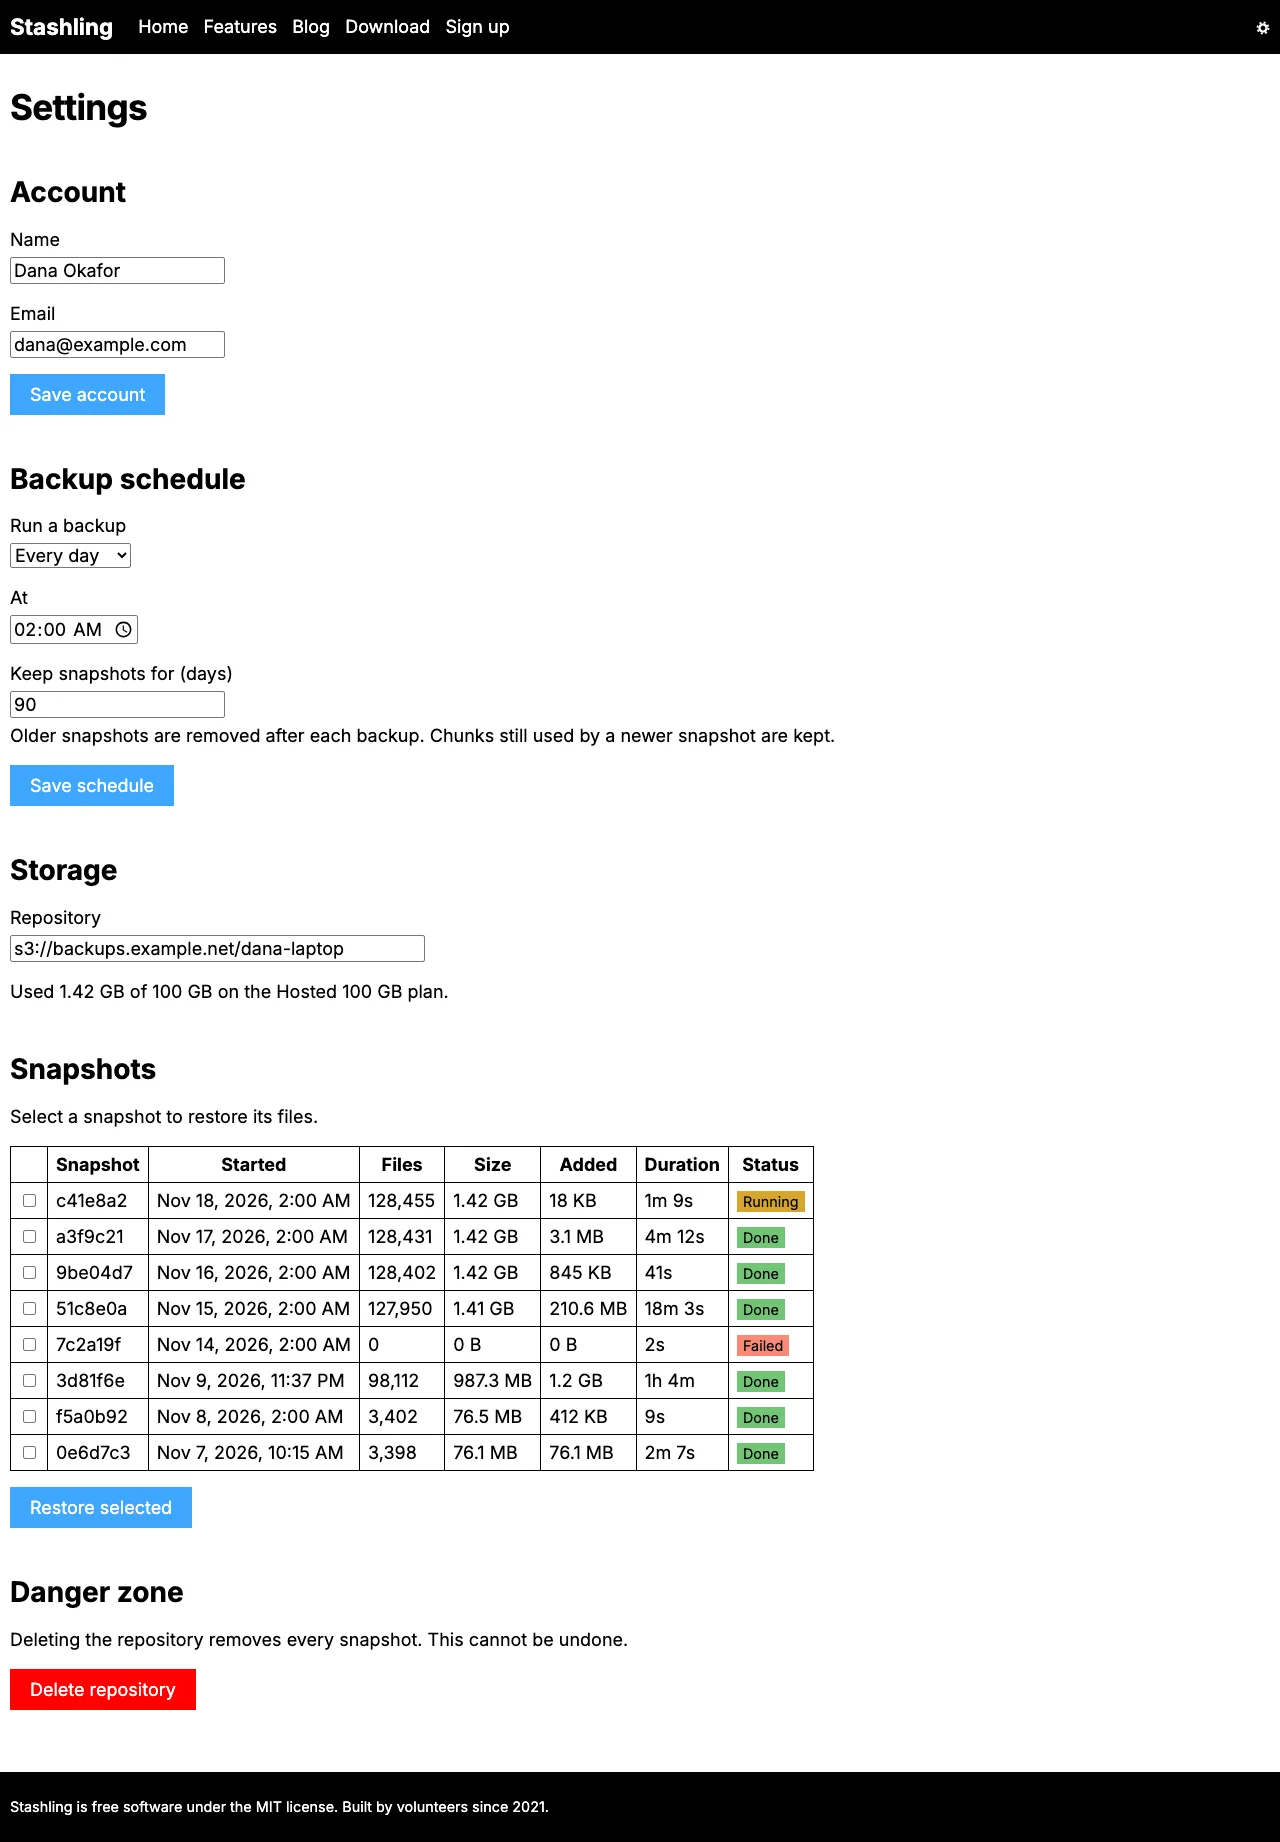 Stashling Home Features Blog Download Sign up
Settings
Account
Name
Dana Okafor
Email
dana@example.com
Save account
Backup schedule
Run a backup
Every day
At
02:00 AM
Keep snapshots for (days)
90
Older snapshots are removed after each backup. Chunks still used by a newer snapshot are kept.
Save schedule
Storage
Repository
s3://backups.example.net/dana-laptop
Used 1.42 GB of 100 GB on the Hosted 100 GB plan.
Snapshots
Select a snapshot to restore its files.
Snapshot Started Files Size Added Duration Status
c41e8a2 Nov 18, 2026, 2:00 AM 128,455 1.42 GB 18 KB 1m 9s Running
a3f9c21 Nov 17, 2026, 2:00 AM 128,431 1.42 GB 3.1 MB 4m 12s Done
9be04d7 Nov 16, 2026, 2:00 AM 128,402 1.42 GB 845 KB 41s Done
51c8e0a Nov 15, 2026, 2:00 AM 127,950 1.41 GB 210.6 MB 18m 3s Done
7c2a19f Nov 14, 2026, 2:00 AM 0 0 B 0 B 2s Failed
3d81f6e Nov 9, 2026, 11:37 PM 98,112 987.3 MB 1.2 GB 1h 4m Done
f5a0b92 Nov 8, 2026, 2:00 AM 3,402 76.5 MB 412 KB 9s Done
0e6d7c3 Nov 7, 2026, 10:15 AM 3,398 76.1 MB 76.1 MB 2m 7s Done
Restore selected
Danger zone
Deleting the repository removes every snapshot. This cannot be undone.
Delete repository
Stashling is free software under the MIT license. Built by volunteers since 2021.